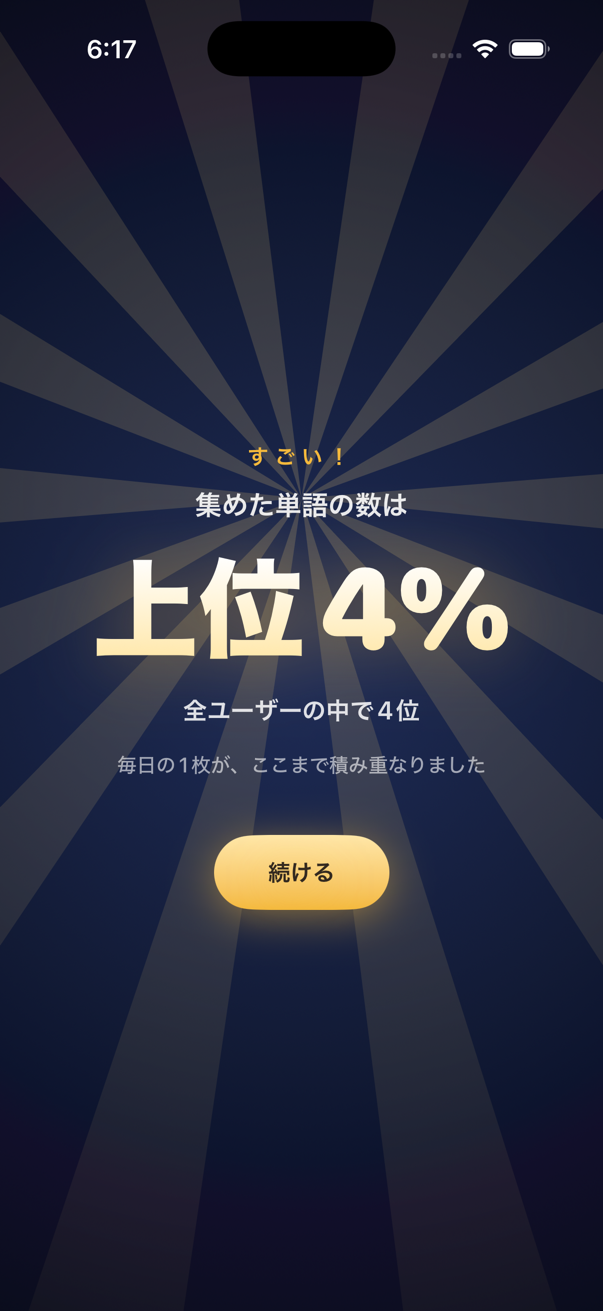 6:17
すごい！
集めた単語の数は
上位4%
全ユーザーの中で4位
毎日の1枚が、ここまで積み重なりました
続ける